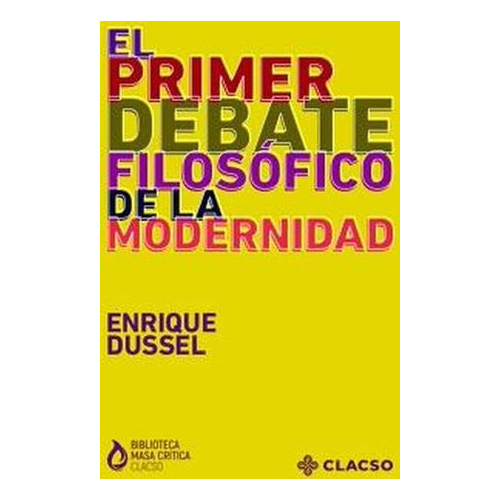 EL
PRIMER
DEBATE
FILOSÓFICO
DE LA
MODERNIDAD
ENRIQUE
DUSSEL
BIBLIOTECA
MASA CRÍTICA
CLACSO
CLACSO